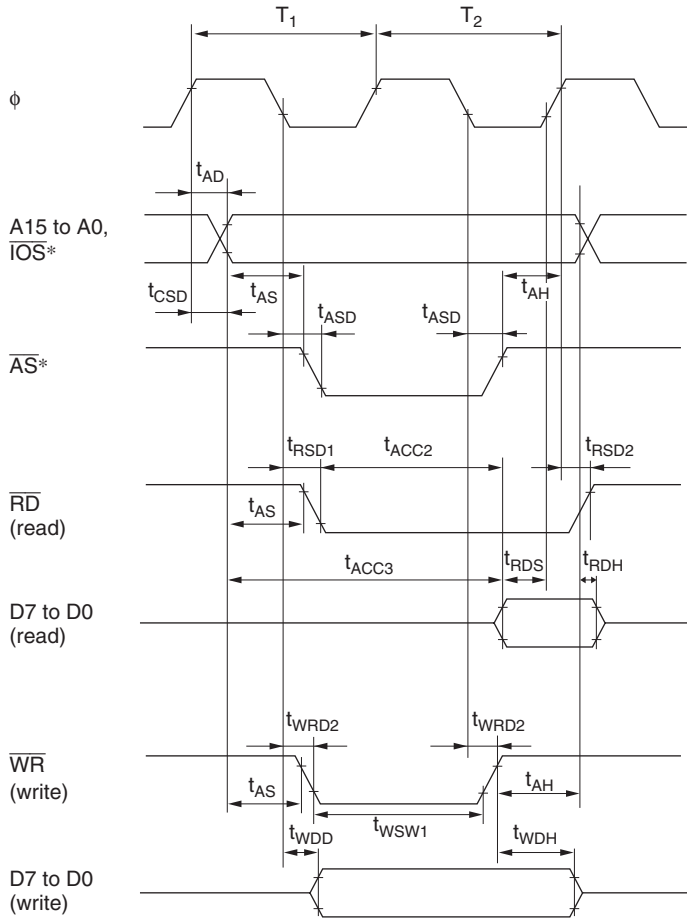 T1 T2
ϕ
tAD
A15 to A0,
IOS*
tCSD tAS tASD tASD tAH
AS*
tRSD1 tACC2 tRSD2
RD
(read)
tAS
tACC3 tRDS tRDH
D7 to D0
(read)
tWRD2 tWRD2
WR
(write)
tAS tWSW1 tAH
tWDD tWDH
D7 to D0
(write)